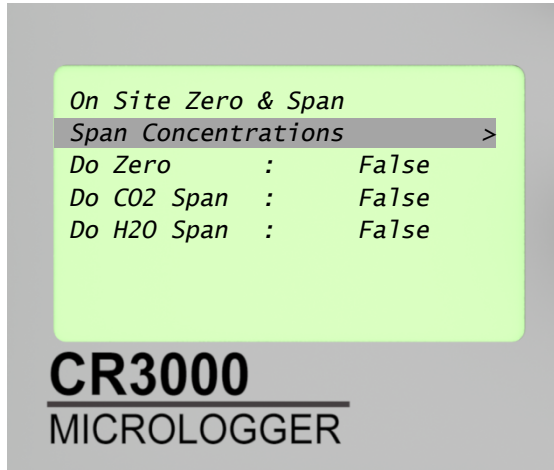 On Site Zero & Span
Span Concentrations >
Do Zero : False
Do CO2 Span : False
Do H2O Span : False
CR3000
MICROLOGGER